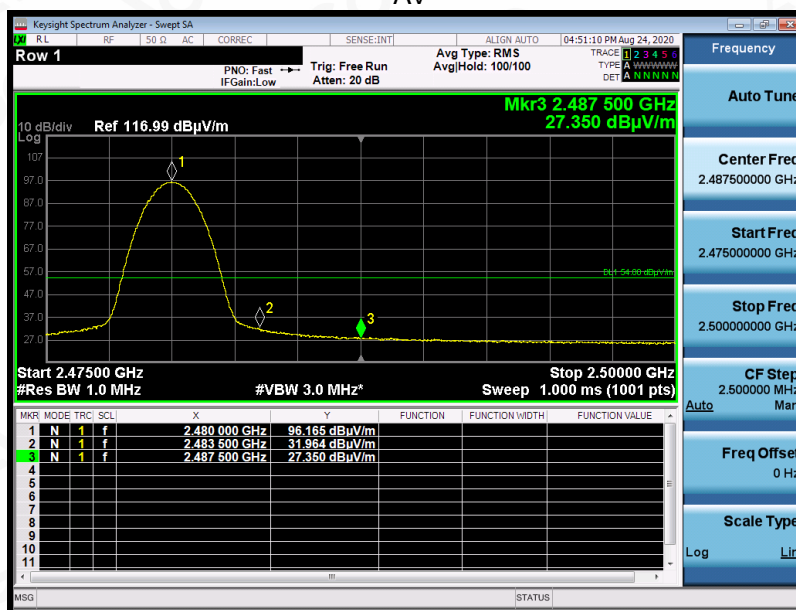 AV
Keysight Spectrum Analyzer - Swept SA
LXI RL RF 50 Ω AC CORREC SENSE:INT ALIGN AUTO 04:51:10 PM Aug 24, 2020
Row 1
PNO: Fast
IFGain:Low
Trig: Free Run
Atten: 20 dB
Avg Type: RMS
Avg|Hold: 100/100
TRACE 1 2 3 4 5 6
TYPE A WWWWW
DET A N N N N N
Mkr3 2.487 500 GHz
27.350 dBµV/m
10 dB/div Ref 116.99 dBµV/m
Log
107
97.0
87.0
77.0
67.0
57.0
47.0
37.0
27.0
1
2
3
DL1 54.00 dBµV/m
Start 2.47500 GHz Stop 2.50000 GHz
#Res BW 1.0 MHz #VBW 3.0 MHz* Sweep 1.000 ms (1001 pts)
MKR MODE TRC SCL X Y FUNCTION FUNCTION WIDTH FUNCTION VALUE
1 N 1 f 2.480 000 GHz 96.165 dBµV/m
2 N 1 f 2.483 500 GHz 31.964 dBµV/m
3 N 1 f 2.487 500 GHz 27.350 dBµV/m
4
5
6
7
8
9
10
11
MSG STATUS
Frequency
Auto Tune
Center Freq
2.487500000 GHz
Start Freq
2.475000000 GHz
Stop Freq
2.500000000 GHz
CF Step
2.500000 MHz
Auto Man
Freq Offset
0 Hz
Scale Type
Log Lin